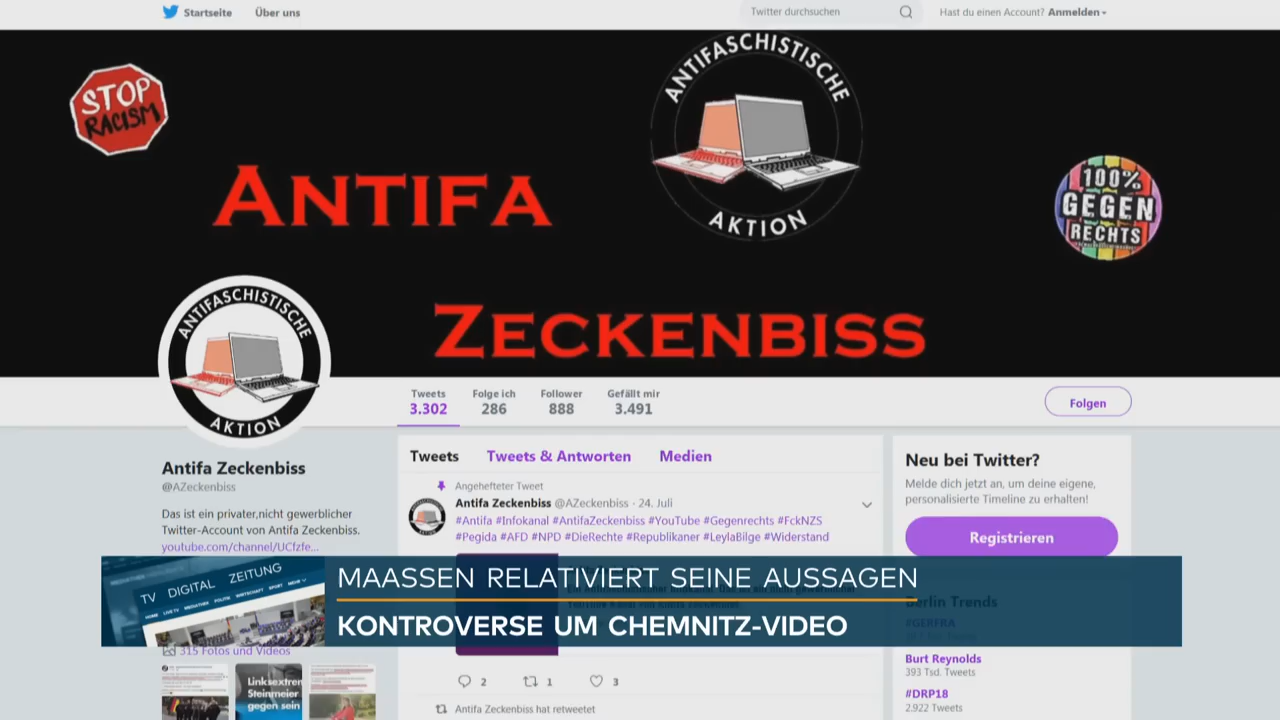 Startseite
Über uns
Twitter durchsuchen
Hast du einen Account? Anmelden
STOP
RACISM
ANTIFASCHISTISCHE
AKTION
ANTIFA
100%
GEGEN
RECHTS
ZECKENBISS
ANTIFASCHISTISCHE
AKTION
Tweets
3.302
Folge ich
286
Follower
888
Gefällt mir
3.491
Folgen
Antifa Zeckenbiss
@AZeckenbiss
Das ist ein privater,nicht gewerblicher
Twitter-Account von Antifa Zeckenbiss.
youtube.com/channel/UCfzfe...
Tweets
Tweets & Antworten
Medien
Angehefteter Tweet
Antifa Zeckenbiss @AZeckenbiss · 24. Juli
#Antifa #Infokanal #AntifaZeckenbiss #YouTube #Gegenrechts #FckNZS
#Pegida #AFD #NPD #DieRechte #Republikaner #LeylaBilge #Widerstand
Neu bei Twitter?
Melde dich jetzt an, um deine eigene,
personalisierte Timeline zu erhalten!
Registrieren
TV DIGITAL ZEITUNG
MAASSEN RELATIVIERT SEINE AUSSAGEN
KONTROVERSE UM CHEMNITZ-VIDEO
Berlin Trends
#GERFRA
315 Fotos und Videos
Linksextrem
Steinmeier
gegen sein
2
1
3
Antifa Zeckenbiss hat retweetet
Burt Reynolds
393 Tsd. Tweets
#DRP18
2.922 Tweets